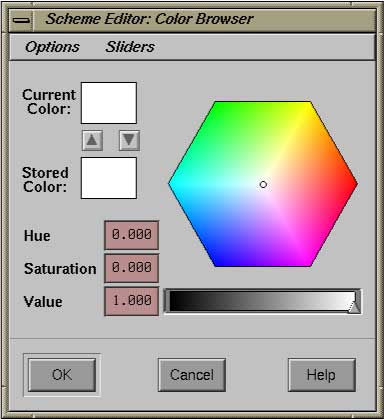 Scheme Editor: Color Browser
Options Sliders
Current
Color:
Stored
Color:
Hue 0.000
Saturation 0.000
Value 1.000
OK Cancel Help